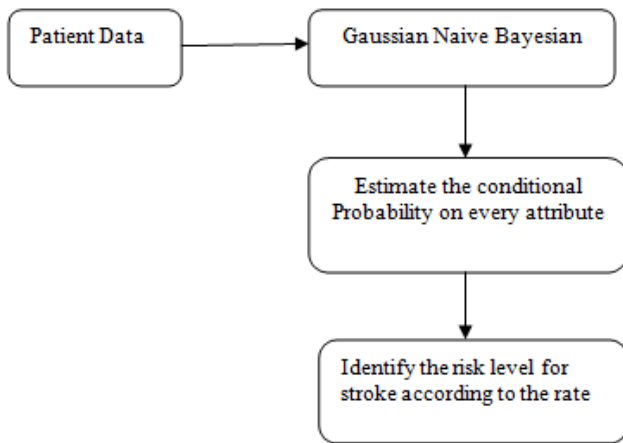 Patient Data
Gaussian Naive Bayesian
Estimate the conditional
Probability on every attribute
Identify the risk level for
stroke according to the rate